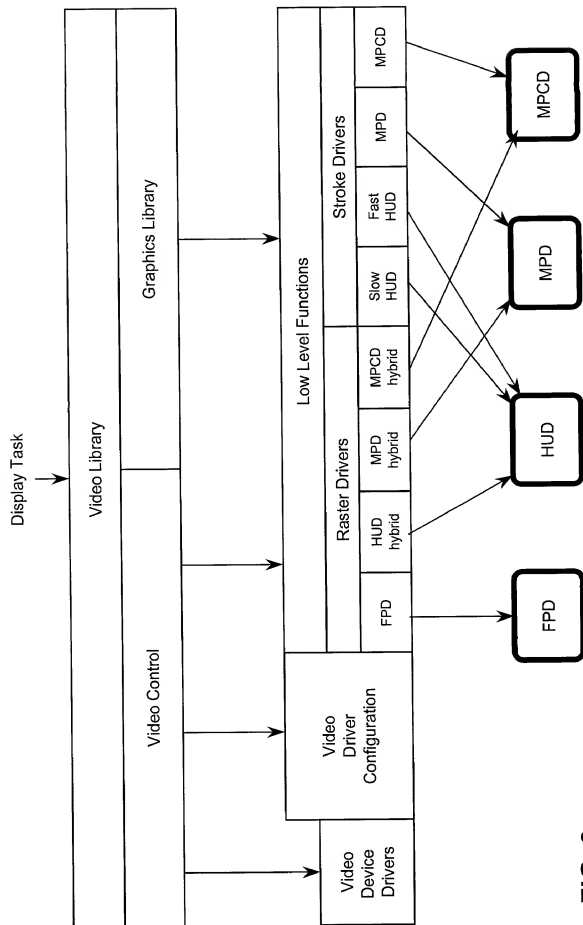 Display Task
Video Library
Video Control
Graphics Library
Low Level Functions
Video
Device
Drivers
Video
Driver
Configuration
Raster Drivers
Stroke Drivers
FPD
HUD
hybrid
MPD
hybrid
MPCD
hybrid
Slow
HUD
Fast
HUD
MPD
MPCD
FPD
HUD
MPD
MPCD